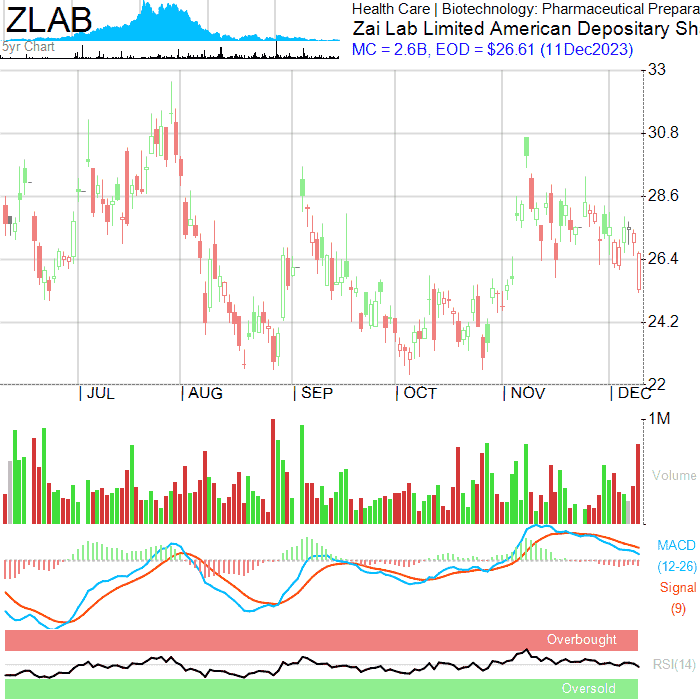 ZLAB
5yr Chart
Health Care | Biotechnology: Pharmaceutical Prepara
Zai Lab Limited American Depositary Sh
MC = 2.6B, EOD = $26.61 (11Dec2023)
33
30.8
28.6
26.4
24.2
22
JUL AUG SEP OCT NOV DEC
1M
Volume
MACD
(12-26)
Signal
(9)
Overbought
RSI(14)
Oversold